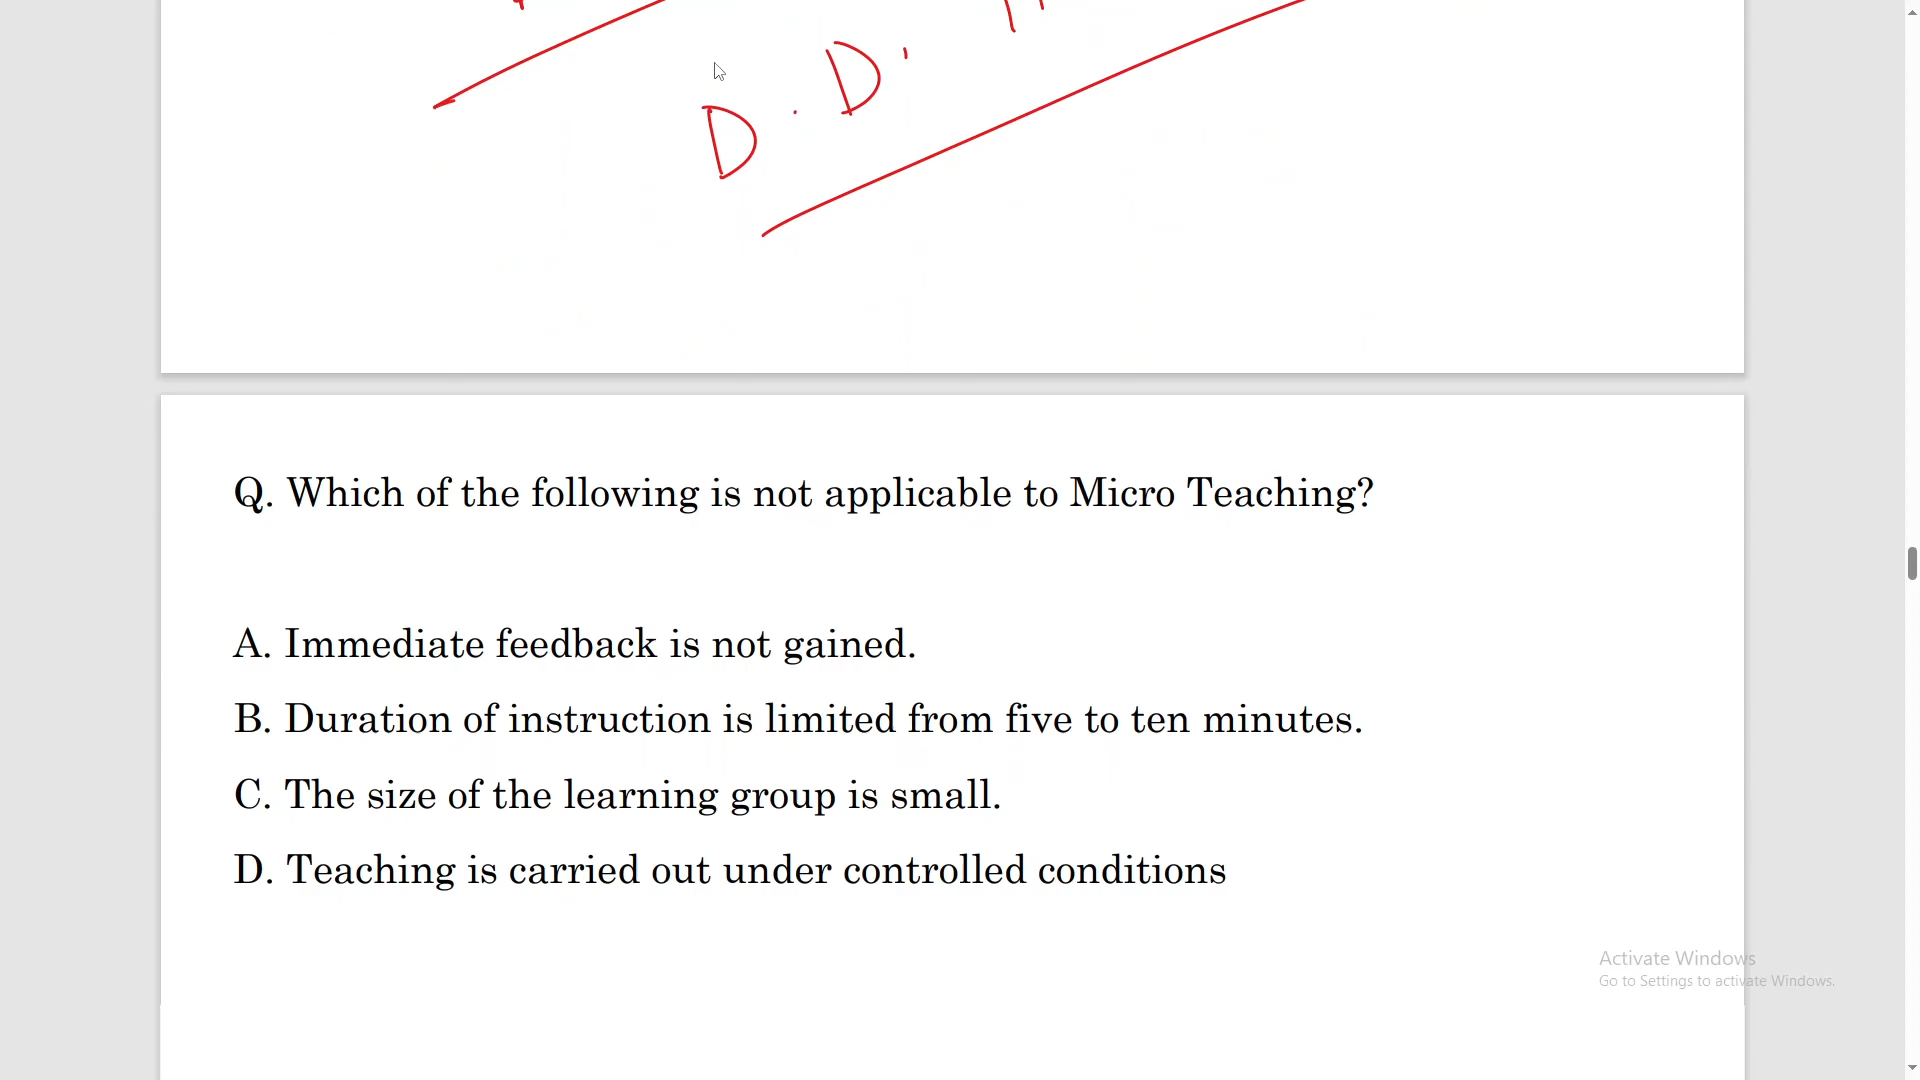 D. D.
Q. Which of the following is not applicable to Micro Teaching?
A. Immediate feedback is not gained.
B. Duration of instruction is limited from five to ten minutes.
C. The size of the learning group is small.
D. Teaching is carried out under controlled conditions
Activate Windows
Go to Settings to activate Windows.